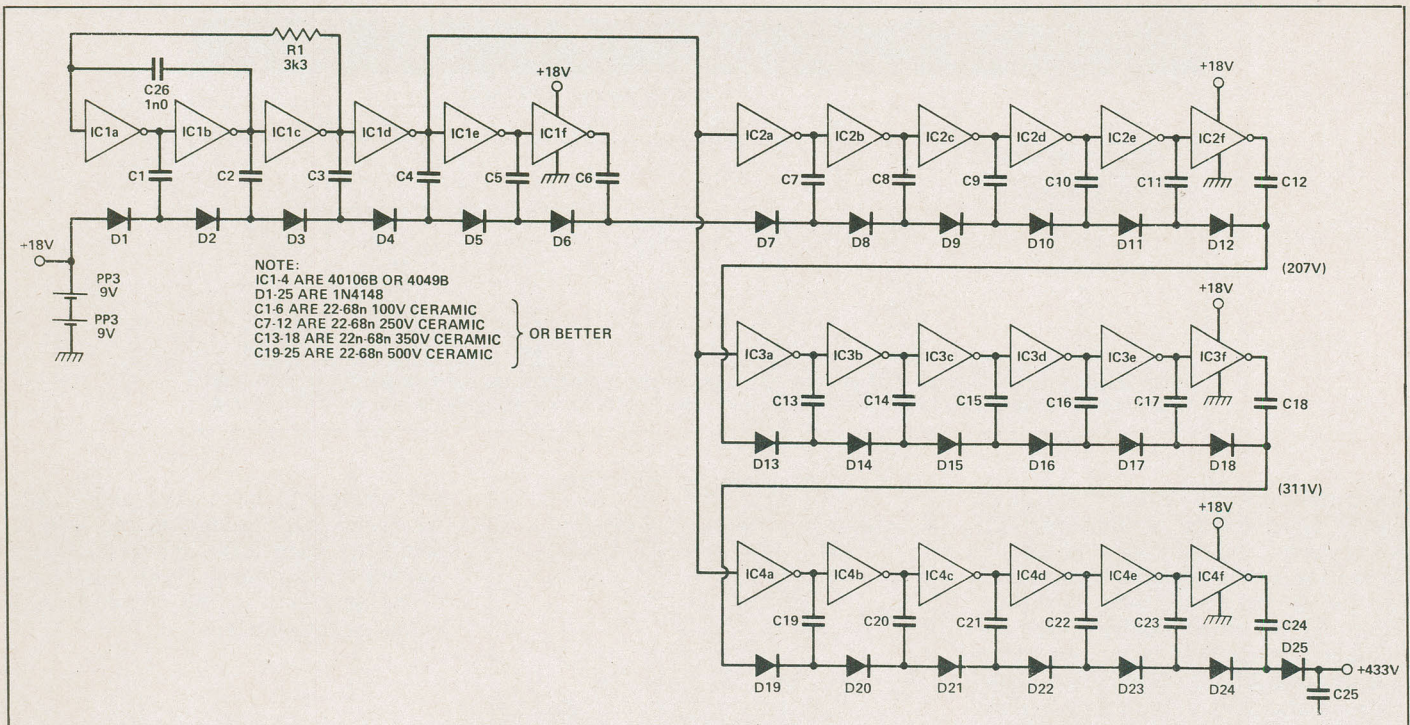 R1
3k3
C26
1n0
+18V
+18V
IC1a
IC1b
IC1c
IC1d
IC1e
IC1f
IC2a
IC2b
IC2c
IC2d
IC2e
IC2f
C1
C2
C3
C4
C5
C6
C7
C8
C9
C10
C11
C12
D1
D2
D3
D4
D5
D6
D7
D8
D9
D10
D11
D12
+18V
PP3
9V
PP3
9V
NOTE:
IC1-4 ARE 40106B OR 4049B
D1-25 ARE 1N4148
C1-6 ARE 22-68n 100V CERAMIC
C7-12 ARE 22-68n 250V CERAMIC
C13-18 ARE 22n-68n 350V CERAMIC
C19-25 ARE 22-68n 500V CERAMIC
OR BETTER
(207V)
+18V
IC3a
IC3b
IC3c
IC3d
IC3e
IC3f
C13
C14
C15
C16
C17
C18
D13
D14
D15
D16
D17
D18
(311V)
+18V
IC4a
IC4b
IC4c
IC4d
IC4e
IC4f
C19
C20
C21
C22
C23
C24
D19
D20
D21
D22
D23
D24
D25
+433V
C25